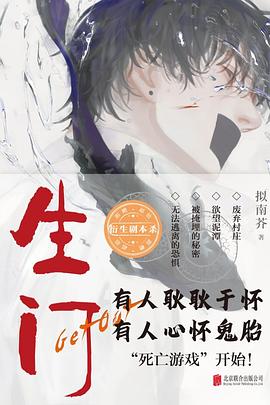 生门
Get Out
衍生剧本杀
废弃村庄
欲望泥潭
被掩埋的秘密
无法逃离的恐惧
拟南芥 著
有人耿耿于怀
有人心怀鬼胎
“死亡游戏”开始！
北京联合出版公司